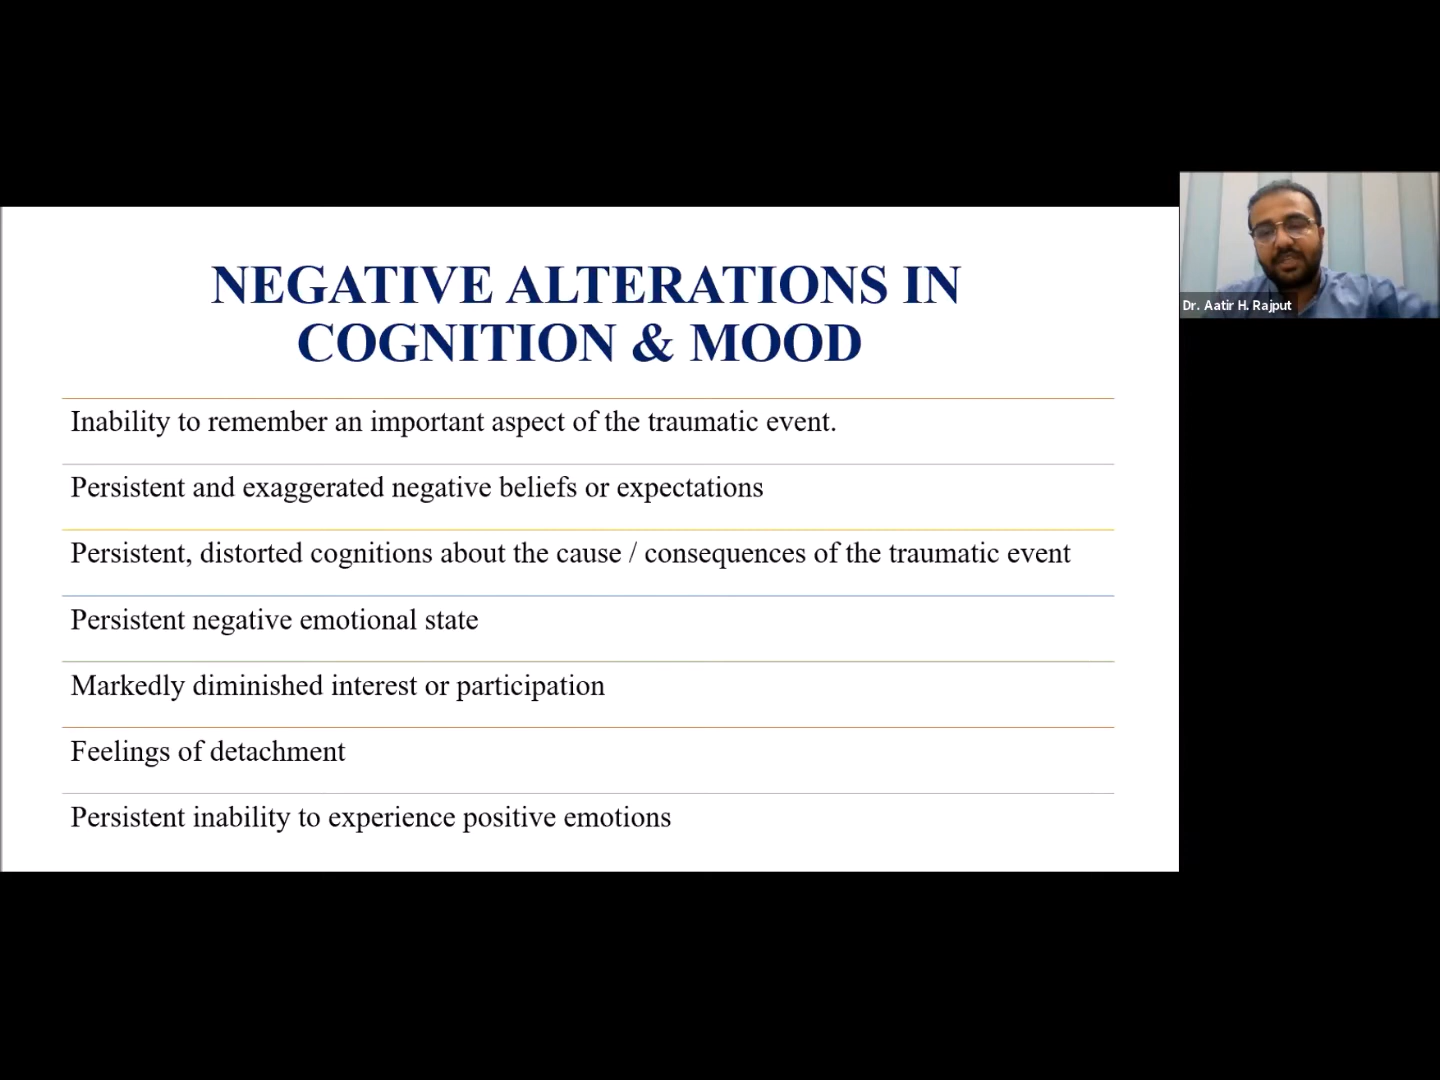 NEGATIVE ALTERATIONS IN
COGNITION & MOOD
Inability to remember an important aspect of the traumatic event.
Persistent and exaggerated negative beliefs or expectations
Persistent, distorted cognitions about the cause / consequences of the traumatic event
Persistent negative emotional state
Markedly diminished interest or participation
Feelings of detachment
Persistent inability to experience positive emotions
Dr. Aatir H. Rajput